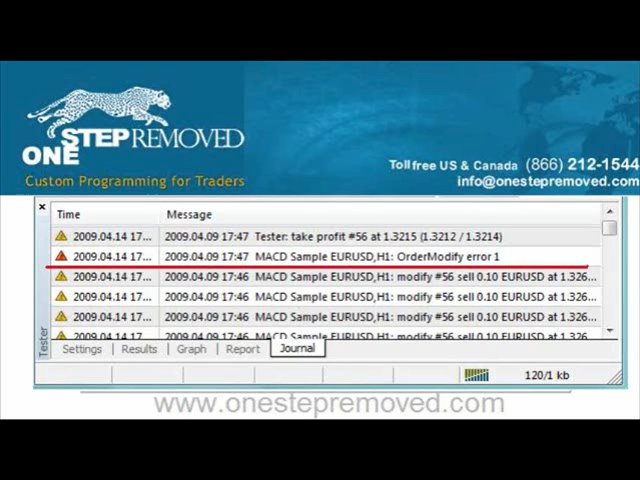 ONE STEP REMOVED
Custom Programming for Traders
Tollfree US & Canada (866) 212-1544
info@onestepremoved.com
Time Message
2009.04.14 17... 2009.04.09 17:47 Tester: take profit #56 at 1.3215 (1.3212 / 1.3214)
2009.04.14 17... 2009.04.09 17:47 MACD Sample EURUSD,H1: OrderModify error 1
2009.04.14 17... 2009.04.09 17:46 MACD Sample EURUSD,H1: modify #56 sell 0.10 EURUSD at 1.326...
2009.04.14 17... 2009.04.09 17:46 MACD Sample EURUSD,H1: modify #56 sell 0.10 EURUSD at 1.326...
2009.04.14 17... 2009.04.09 17:46 MACD Sample EURUSD,H1: modify #56 sell 0.10 EURUSD at 1.326...
Tester
Settings Results Graph Report Journal
120/1 kb
www.onestepremoved.com